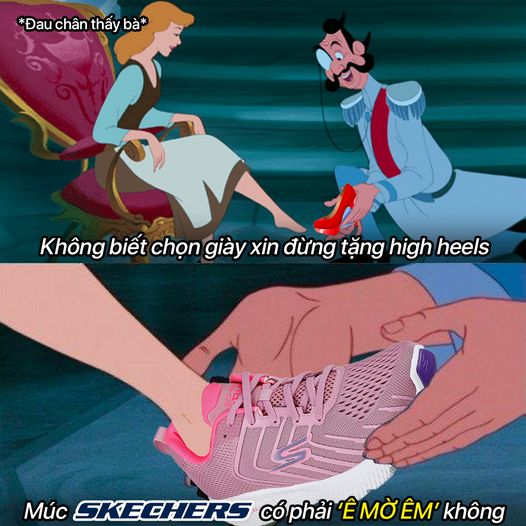 *Đau chân thấy bà*
Không biết chọn giày xin đừng tặng high heels
Múc SKECHERS có phải 'Ê MỜ ÊM' không